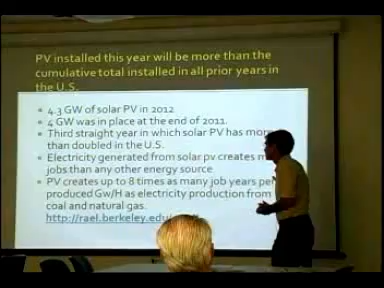 PV installed this year will be more than the
cumulative total installed in all prior years in
the U.S.
4.3 GW of solar PV in 2012
4 GW was in place at the end of 2011.
Third straight year in which solar PV has more
than doubled in the U.S.
Electricity generated from solar pv creates
jobs than any other energy source
PV creates up to 8 times as many job years per
produced Gw/H as electricity production from
coal and natural gas.
http://rael.berkeley.edu/